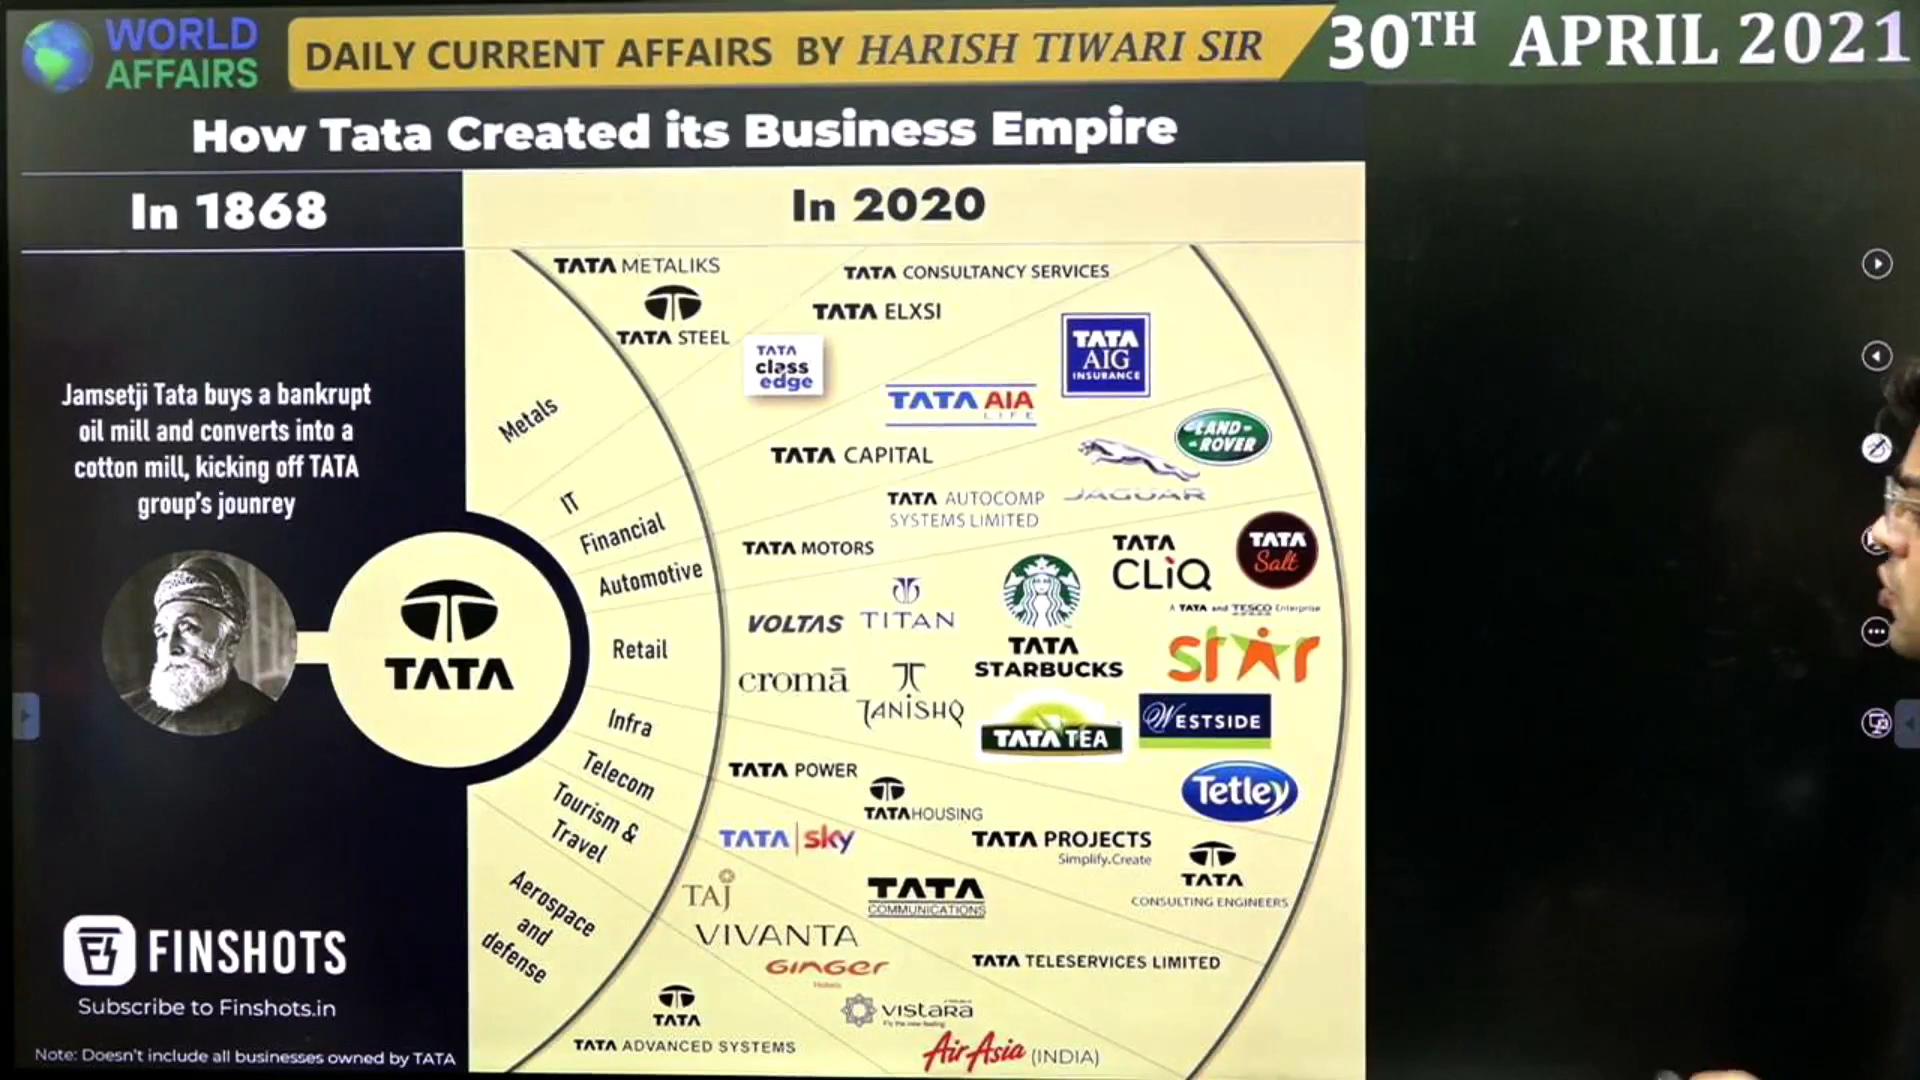 WORLD
AFFAIRS
DAILY CURRENT AFFAIRS BY HARISH TIWARI SIR
30TH APRIL 2021
How Tata Created its Business Empire
In 1868
In 2020
Jamsetji Tata buys a bankrupt
oil mill and converts into a
cotton mill, kicking off TATA
group's jounrey
TATA
FINSHOTS
Subscribe to Finshots.in
Note: Doesn't include all businesses owned by TATA
Metals
IT
Financial
Automotive
Retail
Infra
Telecom
Tourism &
Travel
Aerospace
and
defense
TATA METALIKS
TATA STEEL
TATA CONSULTANCY SERVICES
TATA ELXSI
TATA
class
edge
TATA
AIG
INSURANCE
TATA AIA
LIFE
TATA CAPITAL
LAND-
-ROVER
JAGUAR
TATA AUTOCOMP
SYSTEMS LIMITED
TATA MOTORS
TATA
CLiQ
TATA
Salt
VOLTAS
TITAN
TATA
STARBUCKS
A TATA and TESCO Enterprise
star
cromā
TANISHQ
TATA TEA
WESTSIDE
Tetley
TATA POWER
TATA HOUSING
TATA PROJECTS
Simplify.Create
TATA
CONSULTING ENGINEERS
TATA sky
TATA
COMMUNICATIONS
TATA TELESERVICES LIMITED
TAJ
VIVANTA
GINGER
Hotels
VISTARA
AirAsia (INDIA)
TATA
TATA ADVANCED SYSTEMS